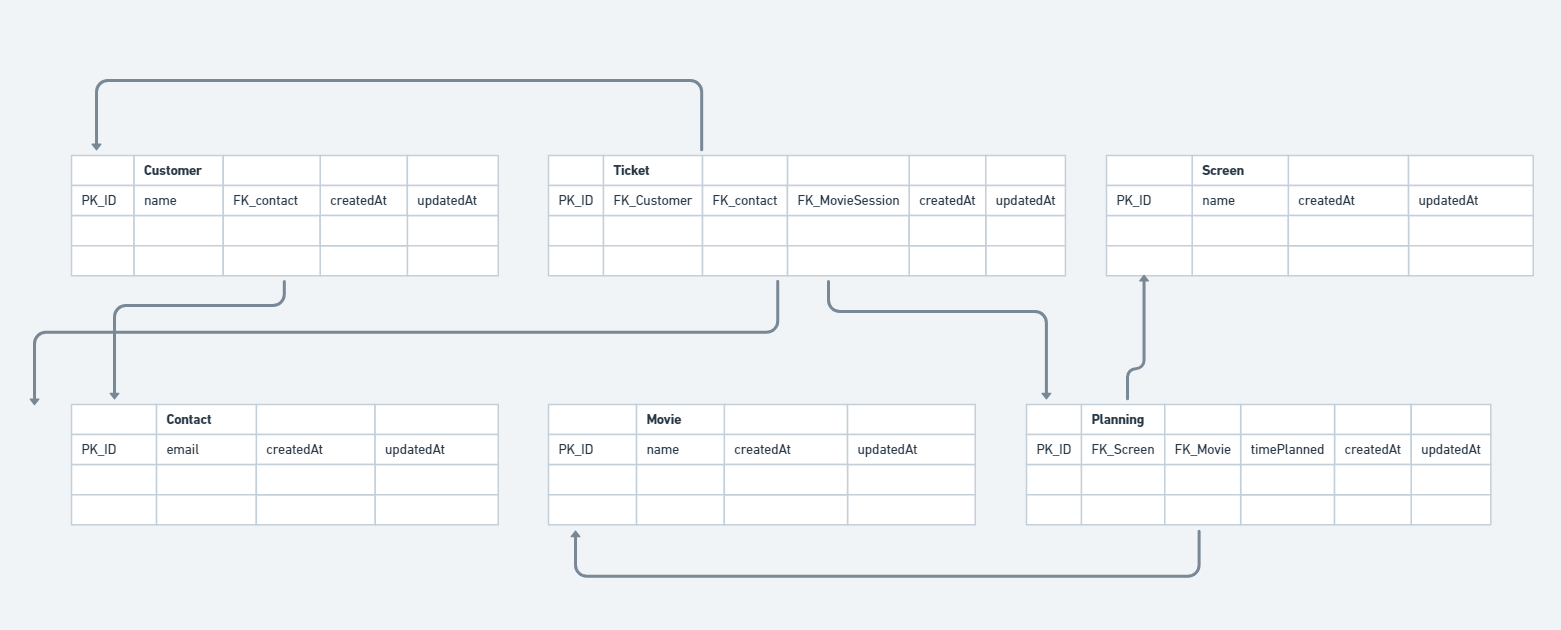 Customer
PK_ID name FK_contact createdAt updatedAt
Ticket
PK_ID FK_Customer FK_contact FK_MovieSession createdAt updatedAt
Screen
PK_ID name createdAt updatedAt
Contact
PK_ID email createdAt updatedAt
Movie
PK_ID name createdAt updatedAt
Planning
PK_ID FK_Screen FK_Movie timePlanned createdAt updatedAt